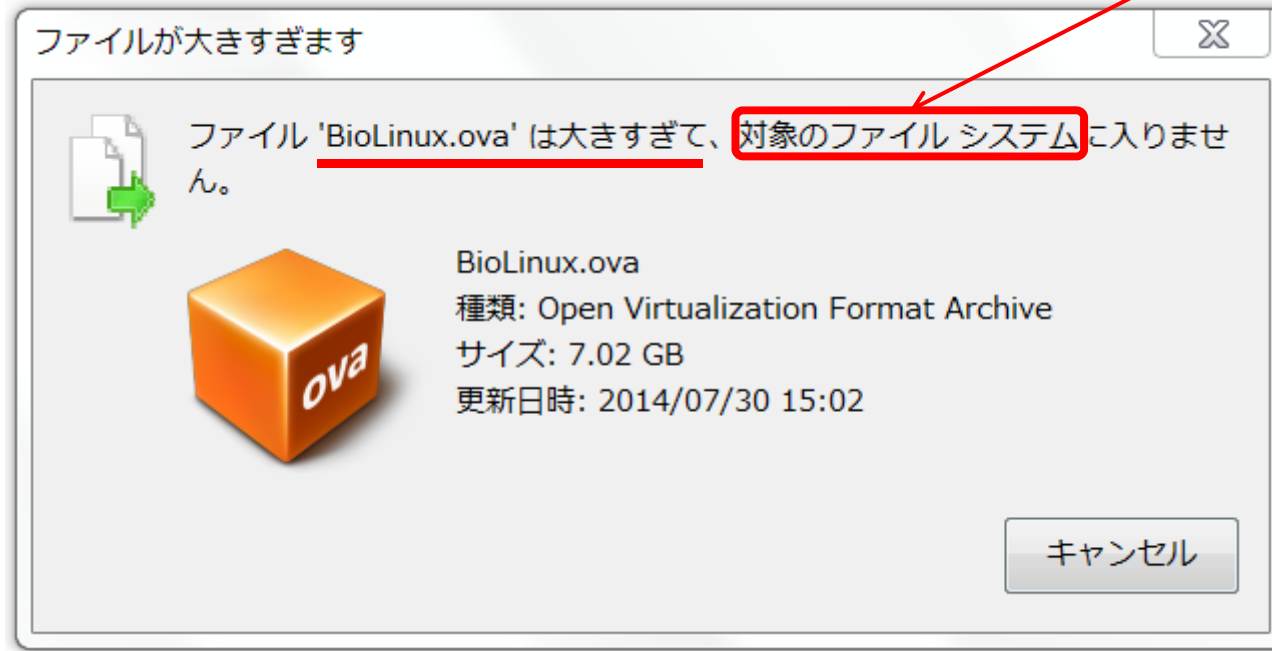 ファイルが大きすぎます
ファイル 'BioLinux.ova' は大きすぎて、対象のファイル システムに入りませ
ん。
BioLinux.ova
種類: Open Virtualization Format Archive
サイズ: 7.02 GB
更新日時: 2014/07/30 15:02
ova
キャンセル